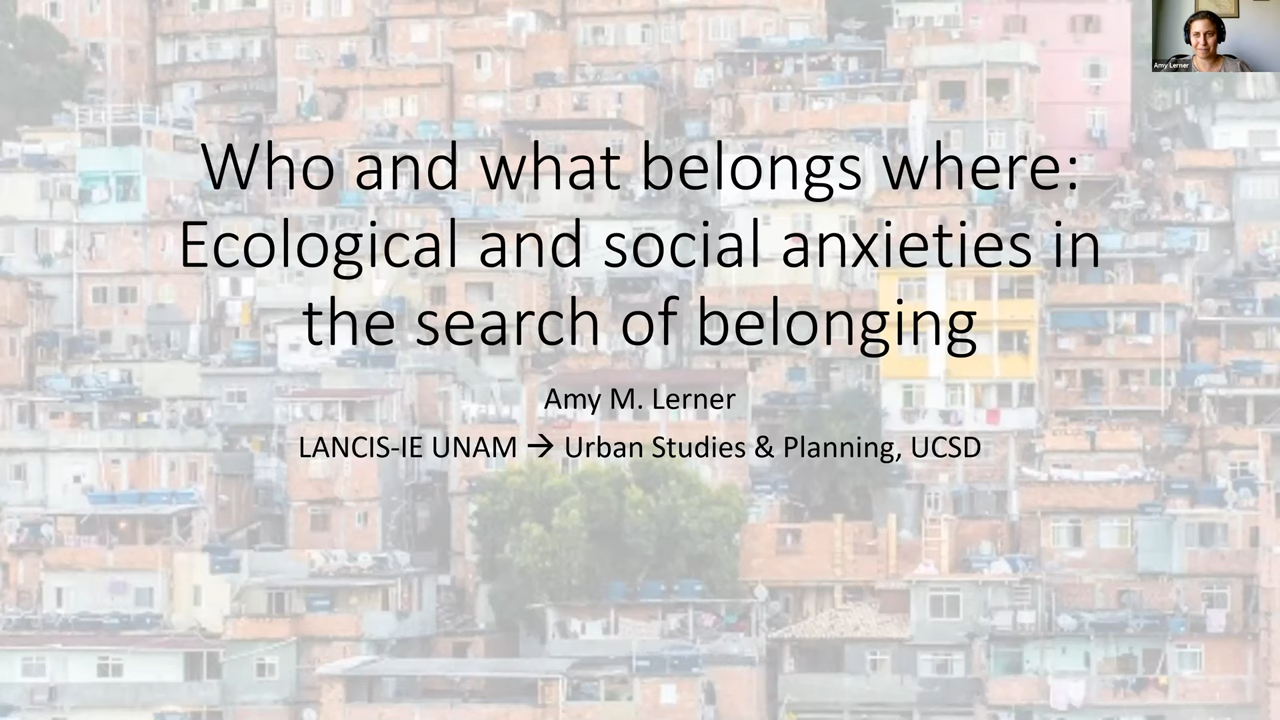 Amy Lerner
Who and what belongs where:
Ecological and social anxieties in
the search of belonging
Amy M. Lerner
LANCIS-IE UNAM → Urban Studies & Planning, UCSD